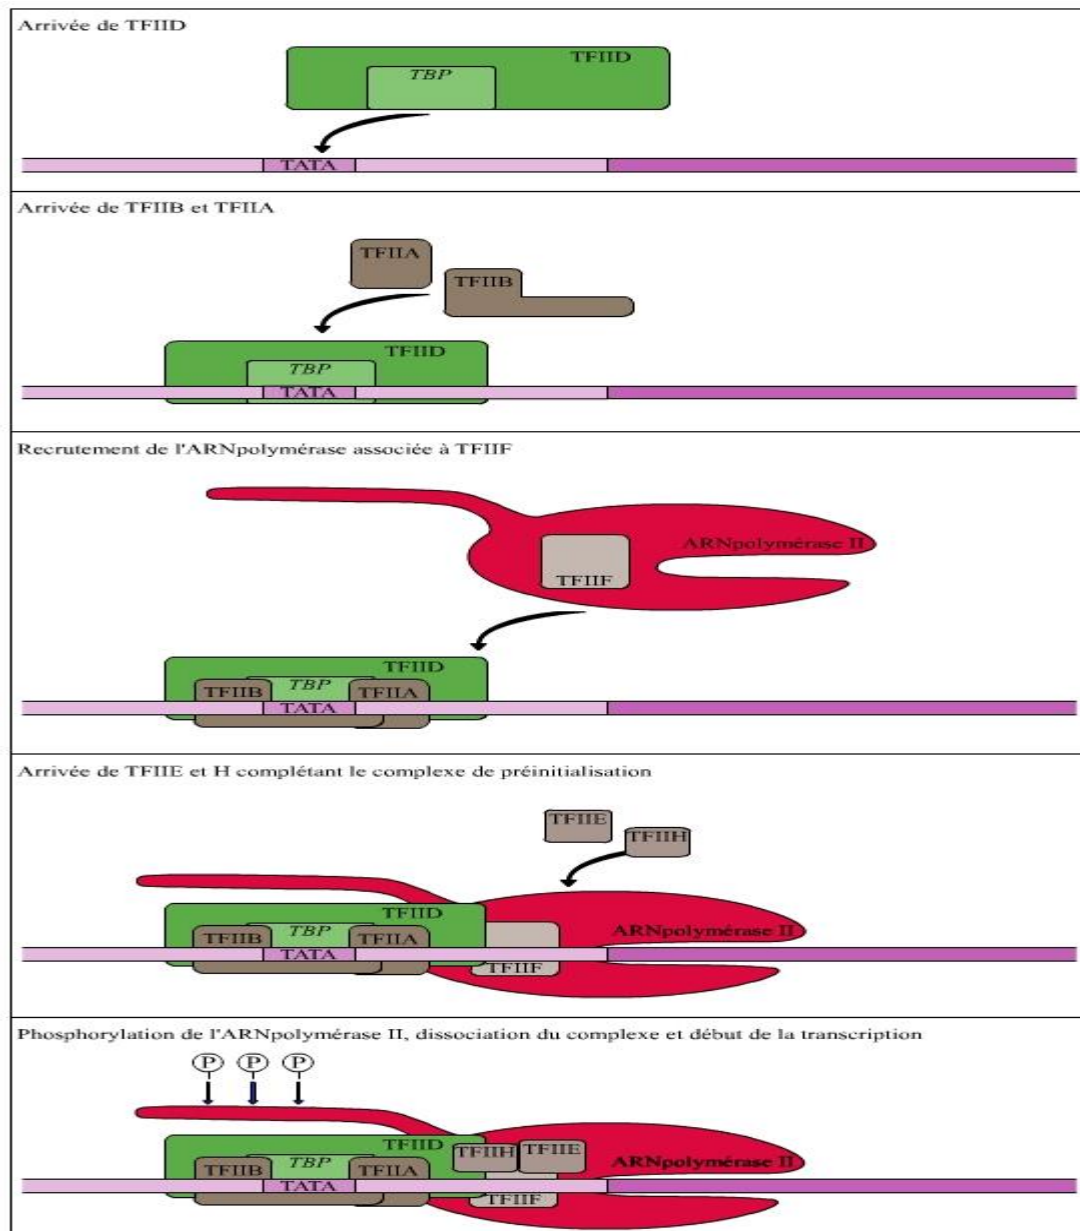 Arrivée de TFIID
TFIID
TBP
TATA
Arrivée de TFIIB et TFIIA
TFIIA
TFIIB
TFIID
TBP
TATA
Recrutement de l'ARNpolymérase associée à TFIIF
ARNpolymérase II
TFIIF
TFIID
TFIIB TBP TFIIA
TATA
Arrivée de TFIIE et H complétant le complexe de préinitialisation
TFIIE
TFIIH
TFIID
ARNpolymérase II
TFIIB TBP TFIIA
TATA
TFIIF
Phosphorylation de l'ARNpolymérase II, dissociation du complexe et début de la transcription
P P P
TFIID
TFIIH TFIIE
ARNpolymérase II
TFIIB TBP TFIIA
TATA
TFIIF